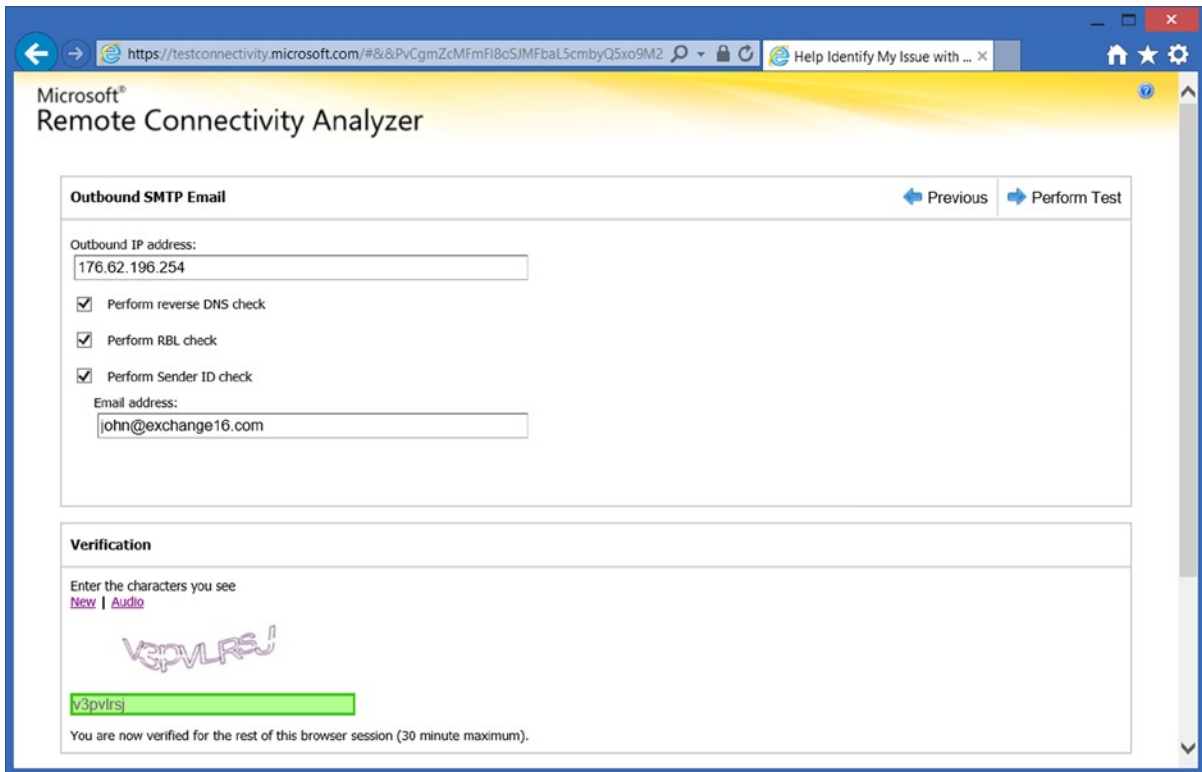 https://testconnectivity.microsoft.com/#&&PvCgmZcMFmFl8oSJMFbaL5cmbyQ5xo9M2 Help Identify My Issue with ...
Microsoft®
Remote Connectivity Analyzer
Outbound SMTP Email Previous Perform Test
Outbound IP address:
176.62.196.254
Perform reverse DNS check
Perform RBL check
Perform Sender ID check
Email address:
john@exchange16.com
Verification
Enter the characters you see
New | Audio
V3PVLRSJ
v3pvlrsj
You are now verified for the rest of this browser session (30 minute maximum).